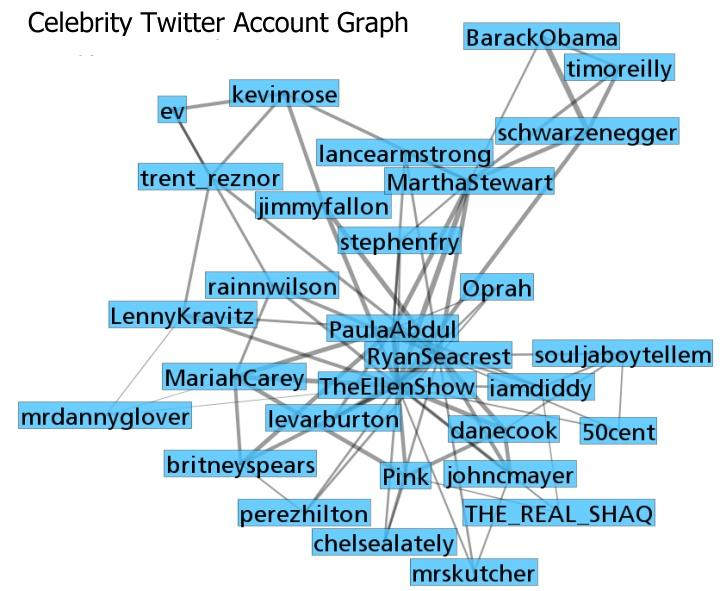 Celebrity Twitter Account Graph
BarackObama
timoreilly
kevinrose
ev
schwarzenegger
lancearmstrong
trent_reznor
MarthaStewart
jimmyfallon
stephenfry
rainnwilson
Oprah
LennyKravitz
PaulaAbdul
RyanSeacrest
souljaboytellem
MariahCarey
TheEllenShow
iamdiddy
mrdannyglover
levarburton
danecook
50cent
britneyspears
Pink
johncmayer
perezhilton
THE_REAL_SHAQ
chelsealately
mrskutcher